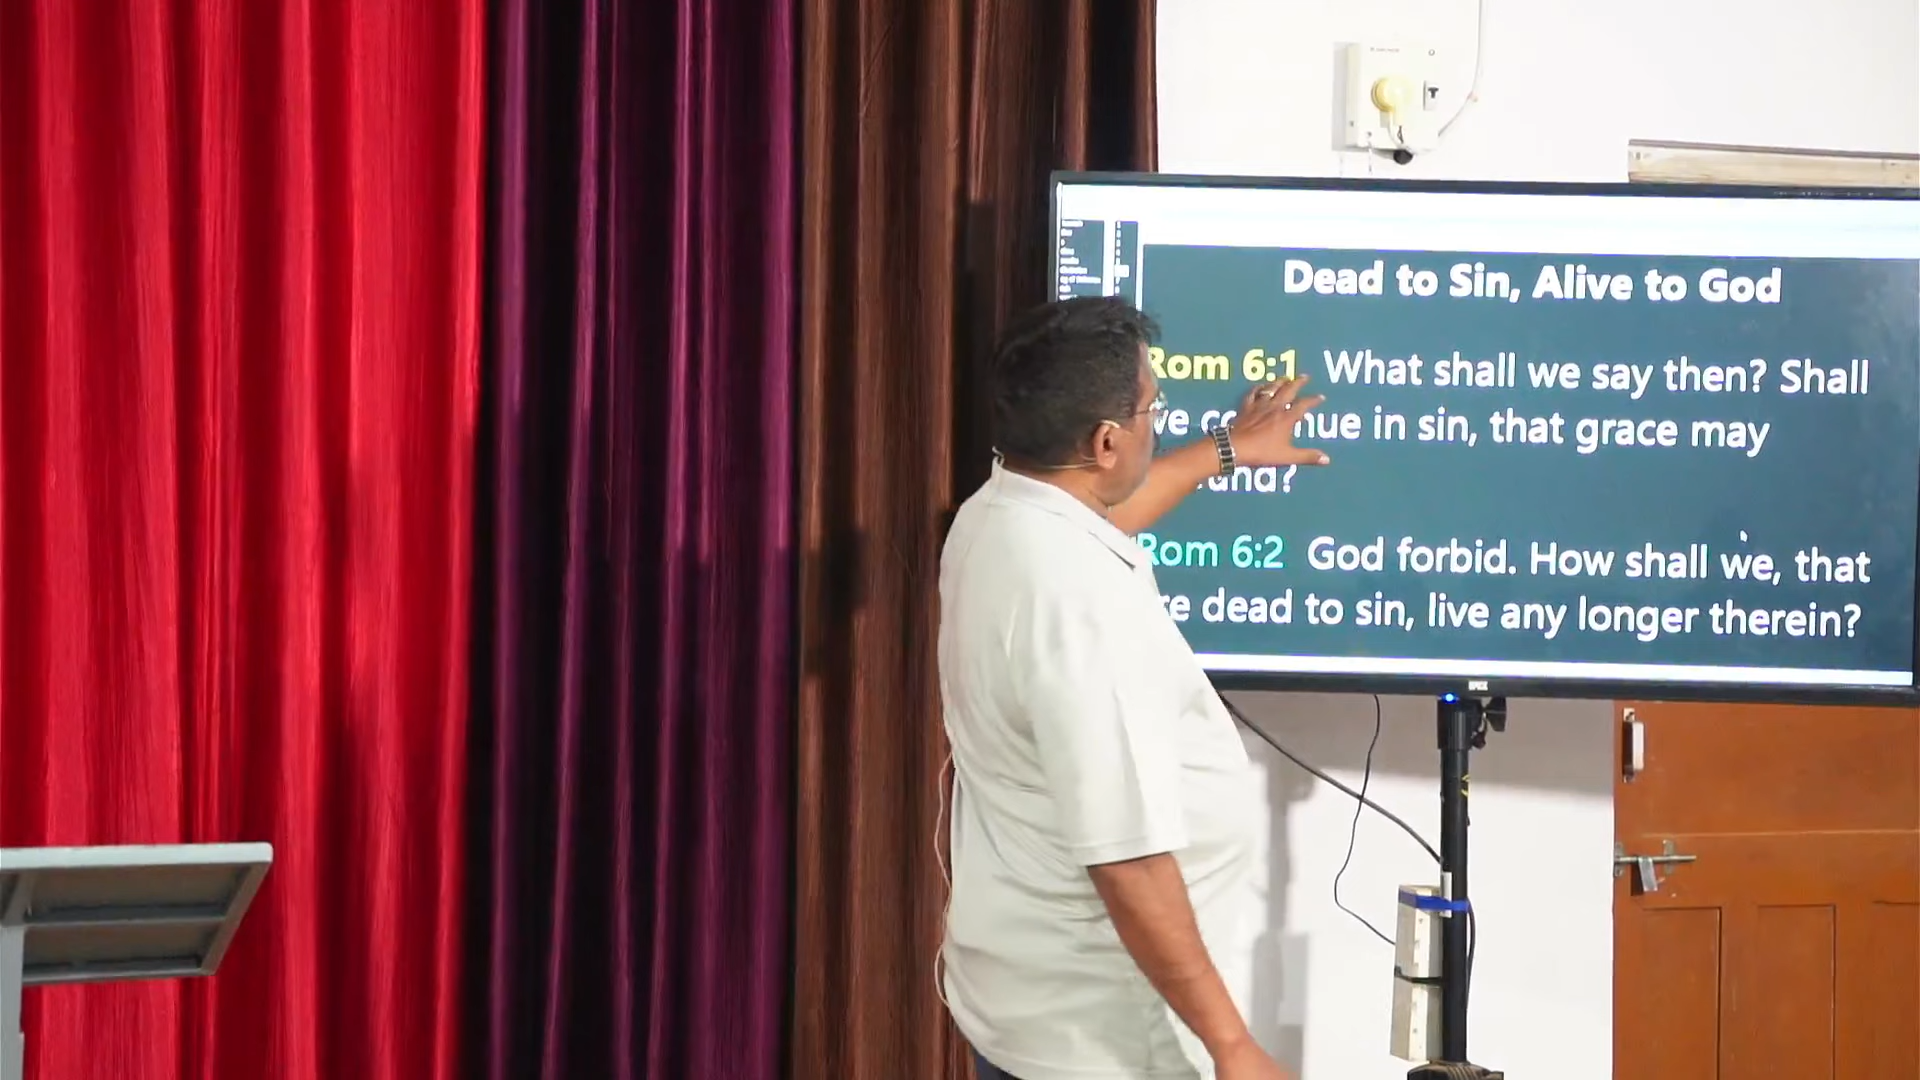 Dead to Sin, Alive to God
Rom 6:1 What shall we say then? Shall
in sin, that grace may
Rom 6:2 God forbid. How shall we, that
dead to sin, live any longer therein?